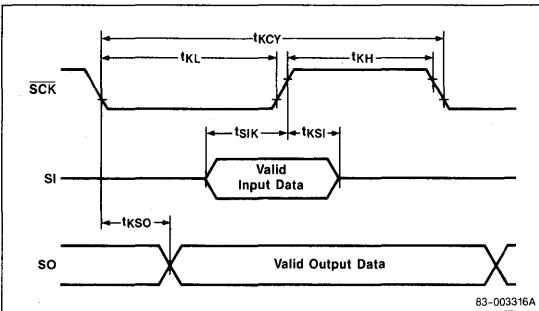 tKCY
tKL
tKH
SCK
tSIK
tKSI
SI
Valid
Input Data
tKSO
SO
Valid Output Data
83-003316A